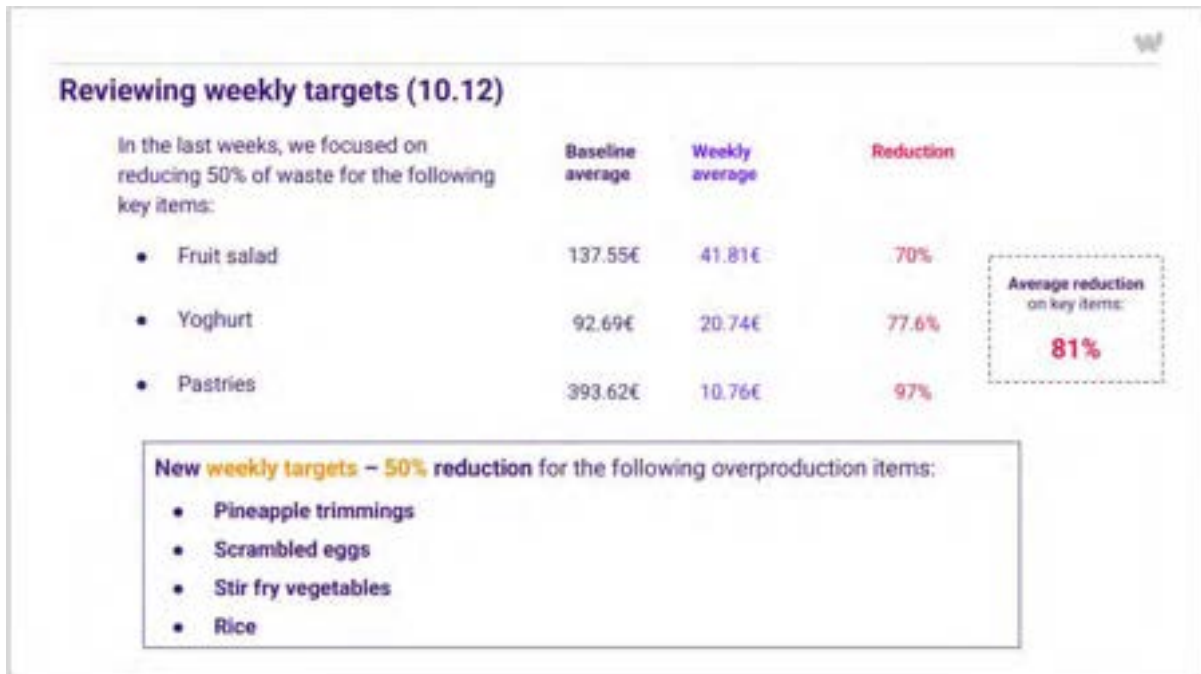 Reviewing weekly targets (10.12)
In the last weeks, we focused on
reducing 50% of waste for the following
key items:
Baseline average
Weekly average
Reduction
• Fruit salad 137.55€ 41.81€ 70%
• Yoghurt 92.69€ 20.74€ 77.6%
• Pastries 393.62€ 10.76€ 97%
Average reduction
on key items:
81%
New weekly targets – 50% reduction for the following overproduction items:
• Pineapple trimmings
• Scrambled eggs
• Stir fry vegetables
• Rice